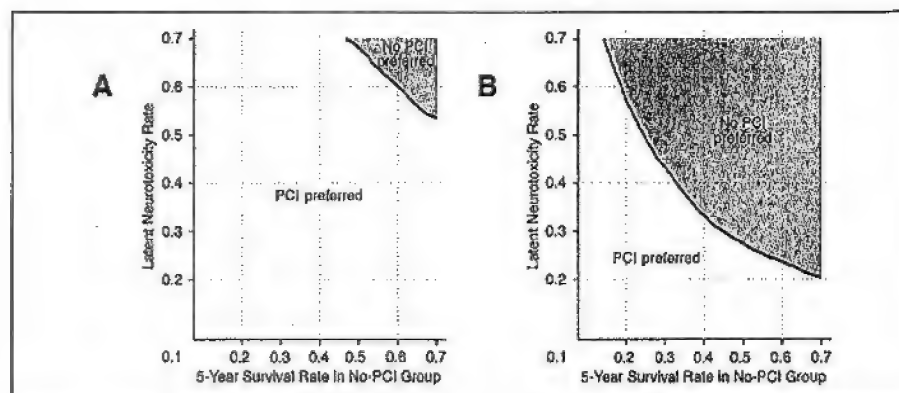 A
Latent Neurotoxicity Rate
0.7
0.6
0.5
0.4
0.3
0.2
0.1
No PCI
preferred
PCI preferred
0.2 0.3 0.4 0.5 0.6 0.7
5-Year Survival Rate in No-PCI Group
B
Latent Neurotoxicity Rate
0.7
0.6
0.5
0.4
0.3
0.2
0.1
No PCI
preferred
PCI preferred
0.2 0.3 0.4 0.5 0.6 0.7
5-Year Survival Rate in No-PCI Group